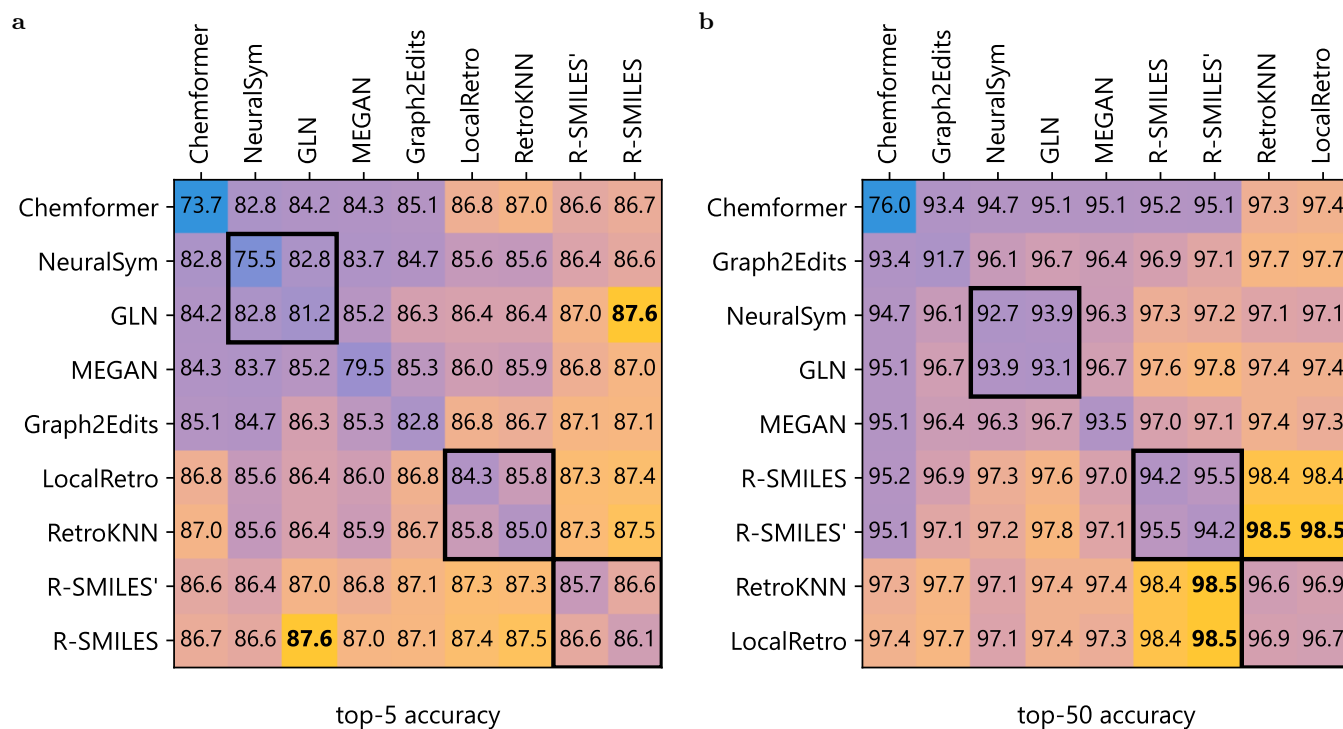 a
Chemformer NeuralSym GLN MEGAN Graph2Edits LocalRetro RetroKNN R-SMILES' R-SMILES
Chemformer 73.7 82.8 84.2 84.3 85.1 86.8 87.0 86.6 86.7
NeuralSym 82.8 75.5 82.8 83.7 84.7 85.6 85.6 86.4 86.6
GLN 84.2 82.8 81.2 85.2 86.3 86.4 86.4 87.0 87.6
MEGAN 84.3 83.7 85.2 79.5 85.3 86.0 85.9 86.8 87.0
Graph2Edits 85.1 84.7 86.3 85.3 82.8 86.8 86.7 87.1 87.1
LocalRetro 86.8 85.6 86.4 86.0 86.8 84.3 85.8 87.3 87.4
RetroKNN 87.0 85.6 86.4 85.9 86.7 85.8 85.0 87.3 87.5
R-SMILES' 86.6 86.4 87.0 86.8 87.1 87.3 87.3 85.7 86.6
R-SMILES 86.7 86.6 87.6 87.0 87.1 87.4 87.5 86.6 86.1
top-5 accuracy
b
Chemformer Graph2Edits NeuralSym GLN MEGAN R-SMILES R-SMILES' RetroKNN LocalRetro
Chemformer 76.0 93.4 94.7 95.1 95.1 95.2 95.1 97.3 97.4
Graph2Edits 93.4 91.7 96.1 96.7 96.4 96.9 97.1 97.7 97.7
NeuralSym 94.7 96.1 92.7 93.9 96.3 97.3 97.2 97.1 97.1
GLN 95.1 96.7 93.9 93.1 96.7 97.6 97.8 97.4 97.4
MEGAN 95.1 96.4 96.3 96.7 93.5 97.0 97.1 97.4 97.3
R-SMILES 95.2 96.9 97.3 97.6 97.0 94.2 95.5 98.4 98.4
R-SMILES' 95.1 97.1 97.2 97.8 97.1 95.5 94.2 98.5 98.5
RetroKNN 97.3 97.7 97.1 97.4 97.4 98.4 98.5 96.6 96.9
LocalRetro 97.4 97.7 97.1 97.4 97.3 98.4 98.5 96.9 96.7
top-50 accuracy